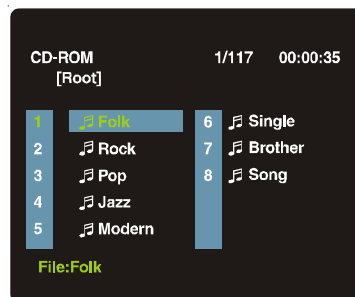 CD-ROM 1/117 00:00:35
[Root]
1 Folk
2 Rock
3 Pop
4 Jazz
5 Modern
6 Single
7 Brother
8 Song
File:Folk